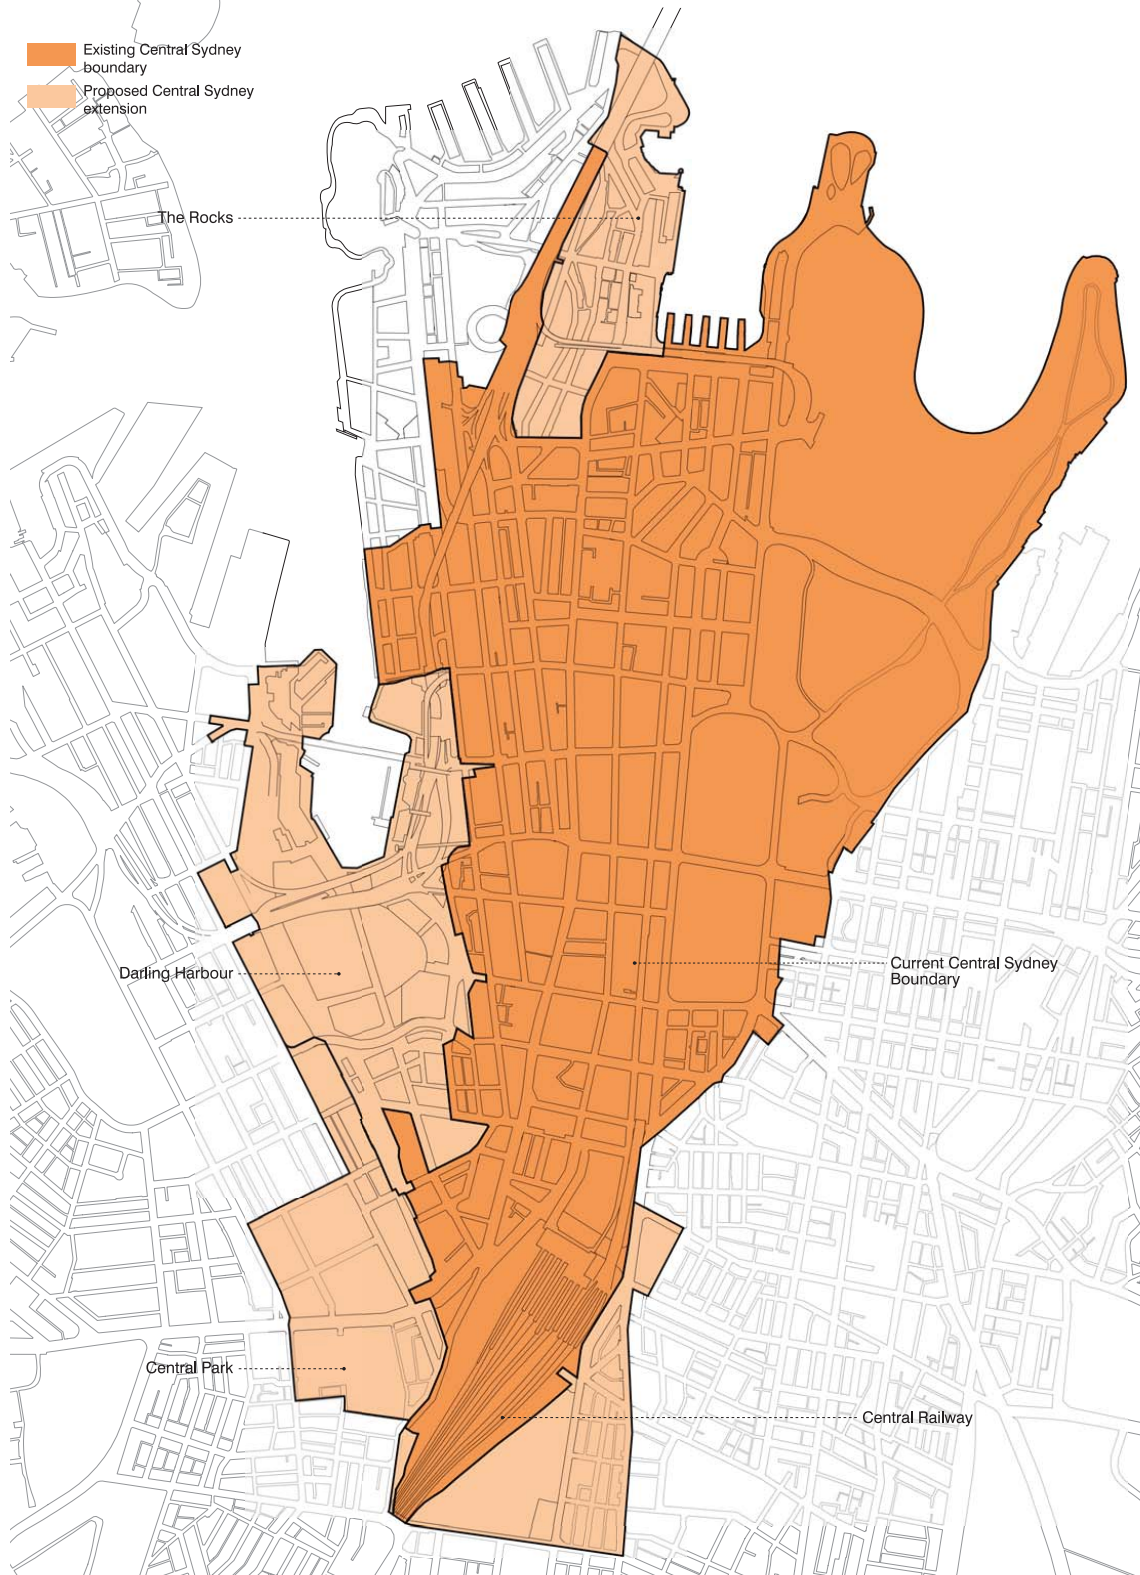 Existing Central Sydney
boundary
Proposed Central Sydney
extension
The Rocks
Darling Harbour
Current Central Sydney
Boundary
Central Park
Central Railway